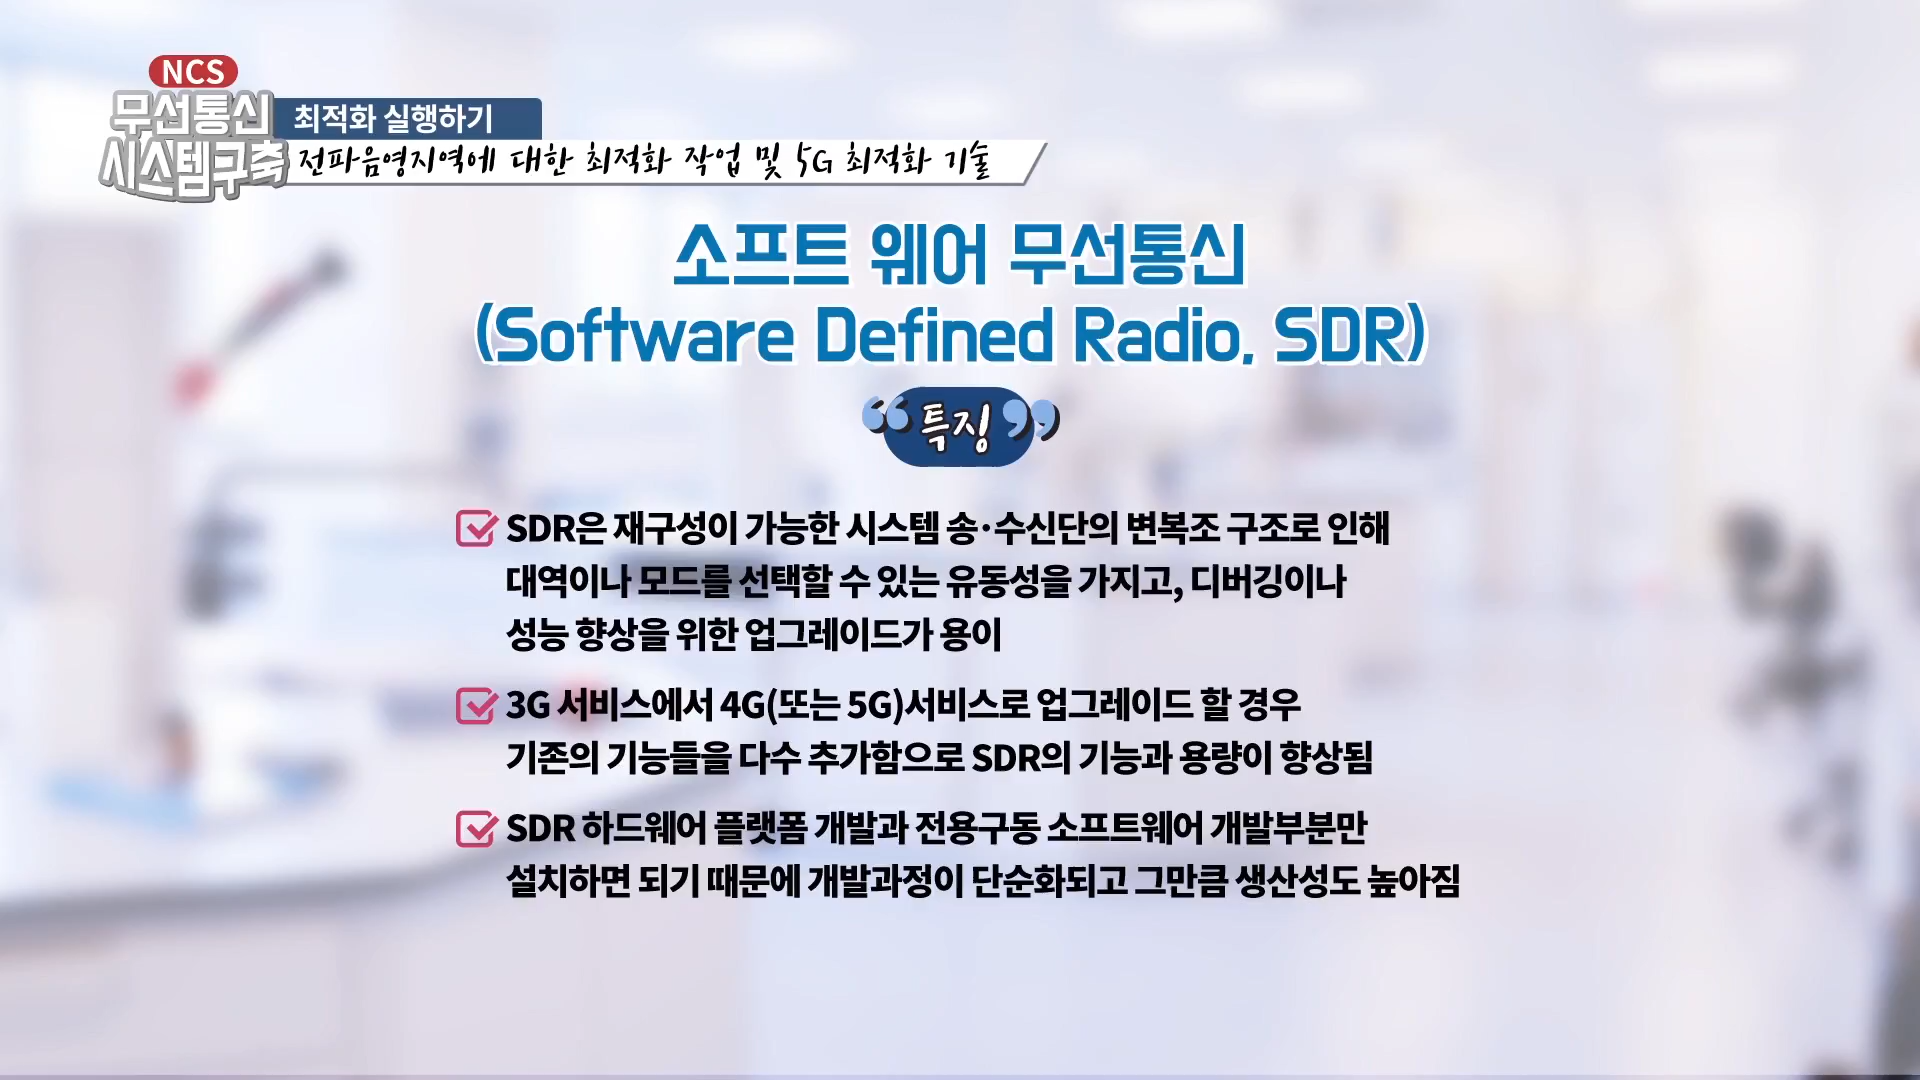 NCS
무선통신
시스템구축
최적화 실행하기
전파음영지역에 대한 최적화 작업 및 5G 최적화 기술
소프트 웨어 무선통신
(Software Defined Radio, SDR)
“특징”
SDR은 재구성이 가능한 시스템 송·수신단의 변복조 구조로 인해
대역이나 모드를 선택할 수 있는 유동성을 가지고, 디버깅이나
성능 향상을 위한 업그레이드가 용이
3G 서비스에서 4G(또는 5G)서비스로 업그레이드 할 경우
기존의 기능들을 다수 추가함으로 SDR의 기능과 용량이 향상됨
SDR 하드웨어 플랫폼 개발과 전용구동 소프트웨어 개발부분만
설치하면 되기 때문에 개발과정이 단순화되고 그만큼 생산성도 높아짐